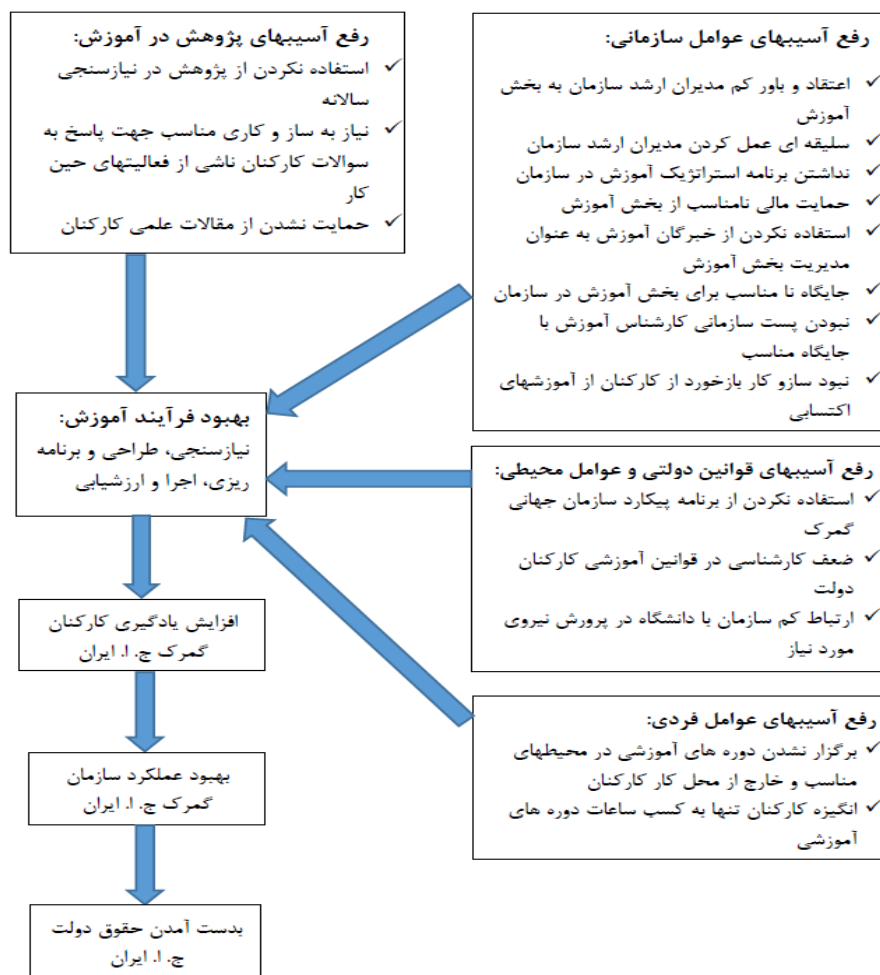 رفع آسیبهای پژوهش در آموزش:
✓ استفاده نکردن از پژوهش در نیازسنجی
سالانه
✓ نیاز به ساز و کاری مناسب جهت پاسخ به
سوالات کارکنان ناشی از فعالیتهای حین
کار
✓ حمایت نشدن از مقالات علمی کارکنان
رفع آسیبهای عوامل سازمانی:
✓ اعتقاد و باور کم مدیران ارشد سازمان به بخش
آموزش
✓ سلیقه ای عمل کردن مدیران ارشد سازمان
✓ نداشتن برنامه استراتژیک آموزش در سازمان
✓ حمایت مالی نامناسب از بخش آموزش
✓ استفاده نکردن از خبرگان آموزش به عنوان
مدیریت بخش آموزش
✓ جایگاه نا مناسب برای بخش آموزش در سازمان
✓ نبودن پست سازمانی کارشناس آموزش با
جایگاه مناسب
✓ نبود سازو کار بازخورد از کارکنان از آموزشهای
اکتسابی
بهبود فرآیند آموزش:
نیازسنجی، طراحی و برنامه
ریزی، اجرا و ارزشیابی
رفع آسیبهای قوانین دولتی و عوامل محیطی:
✓ استفاده نکردن از برنامه پیکارد سازمان جهانی
گمرک
✓ ضعف کارشناسی در قوانین آموزشی کارکنان
دولت
✓ ارتباط کم سازمان با دانشگاه در پرورش نیروی
مورد نیاز
افزایش یادگیری کارکنان
گمرک ج. ا. ایران
رفع آسیبهای عوامل فردی:
✓ برگزار نشدن دوره های آموزشی در محیطهای
مناسب و خارج از محل کار کارکنان
✓ انگیزه کارکنان تنها به کسب ساعات دوره های
آموزشی
بهبود عملکرد سازمان
گمرک ج. ا. ایران
بدست آمدن حقوق دولت
ج. ا. ایران